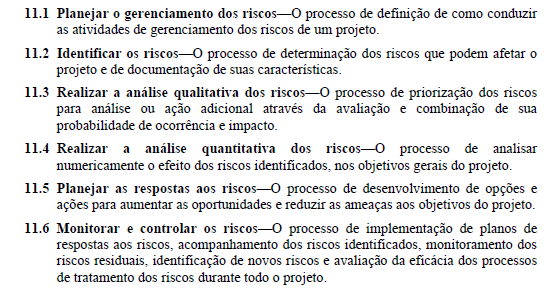 11.1 Planejar o gerenciamento dos riscos—O processo de definição de como conduzir
as atividades de gerenciamento dos riscos de um projeto.
11.2 Identificar os riscos—O processo de determinação dos riscos que podem afetar o
projeto e de documentação de suas características.
11.3 Realizar a análise qualitativa dos riscos—O processo de priorização dos riscos
para análise ou ação adicional através da avaliação e combinação de sua
probabilidade de ocorrência e impacto.
11.4 Realizar a análise quantitativa dos riscos—O processo de analisar
numericamente o efeito dos riscos identificados, nos objetivos gerais do projeto.
11.5 Planejar as respostas aos riscos—O processo de desenvolvimento de opções e
ações para aumentar as oportunidades e reduzir as ameaças aos objetivos do projeto.
11.6 Monitorar e controlar os riscos—O processo de implementação de planos de
respostas aos riscos, acompanhamento dos riscos identificados, monitoramento dos
riscos residuais, identificação de novos riscos e avaliação da eficácia dos processos
de tratamento dos riscos durante todo o projeto.